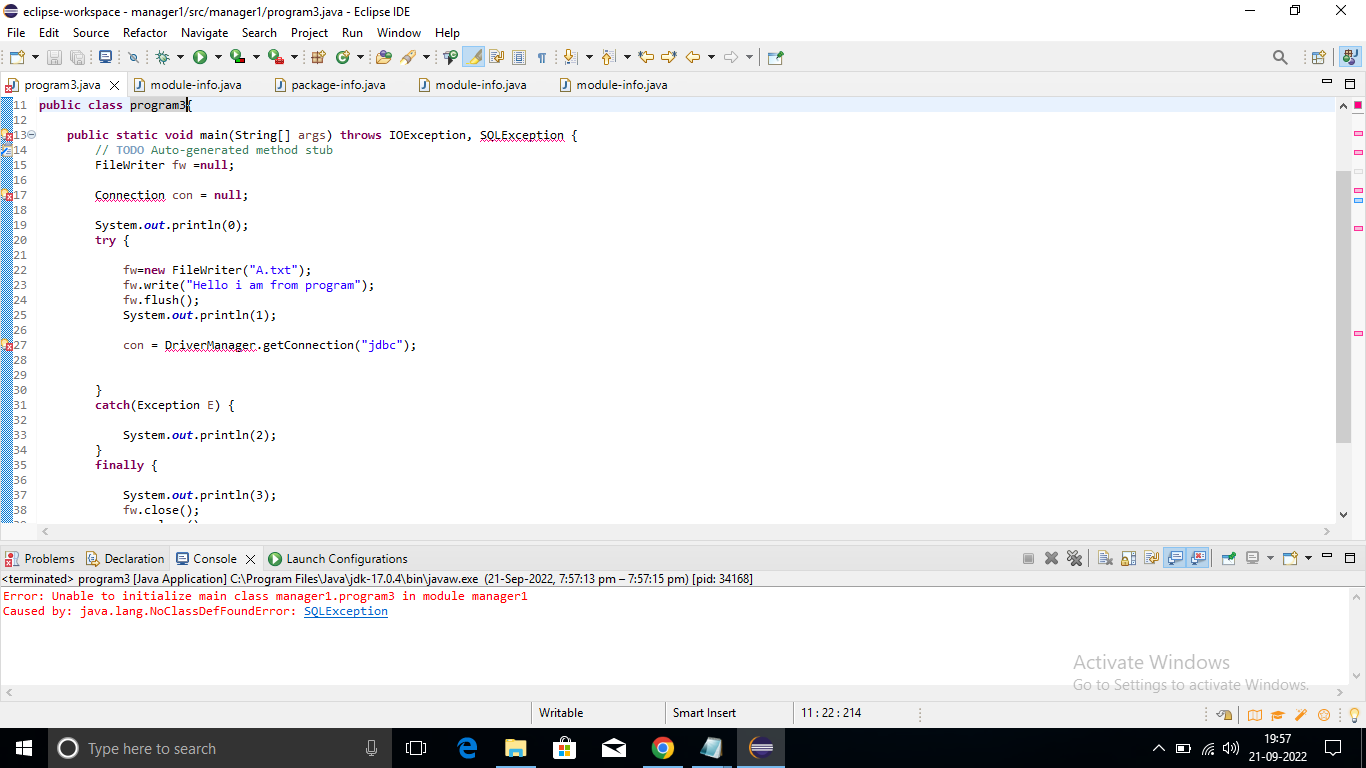 eclipse-workspace - manager1/src/manager1/program3.java - Eclipse IDE
File Edit Source Refactor Navigate Search Project Run Window Help
program3.java module-info.java package-info.java module-info.java module-info.java
11 public class program3{
12
13 public static void main(String[] args) throws IOException, SQLException {
14 // TODO Auto-generated method stub
15 FileWriter fw =null;
16
17 Connection con = null;
18
19 System.out.println(0);
20 try {
21
22 fw=new FileWriter("A.txt");
23 fw.write("Hello i am from program");
24 fw.flush();
25 System.out.println(1);
26
27 con = DriverManager.getConnection("jdbc");
28
29
30 }
31 catch(Exception E) {
32
33 System.out.println(2);
34 }
35 finally {
36
37 System.out.println(3);
38 fw.close();
Problems Declaration Console Launch Configurations
<terminated> program3 [Java Application] C:\Program Files\Java\jdk-17.0.4\bin\javaw.exe (21-Sep-2022, 7:57:13 pm – 7:57:15 pm) [pid: 34168]
Error: Unable to initialize main class manager1.program3 in module manager1
Caused by: java.lang.NoClassDefFoundError: SQLException
Activate Windows
Go to Settings to activate Windows.
Writable Smart Insert 11 : 22 : 214
Type here to search
19:57
21-09-2022